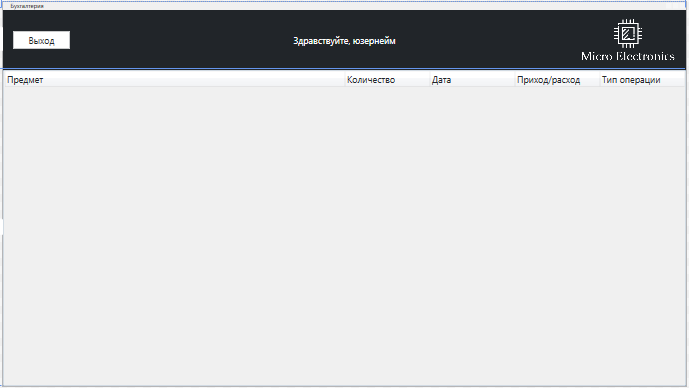 Бухгалтерия
Выход
Здравствуйте, юзернейм
Micro Electronics
Предмет Количество Дата Приход/расход Тип операции